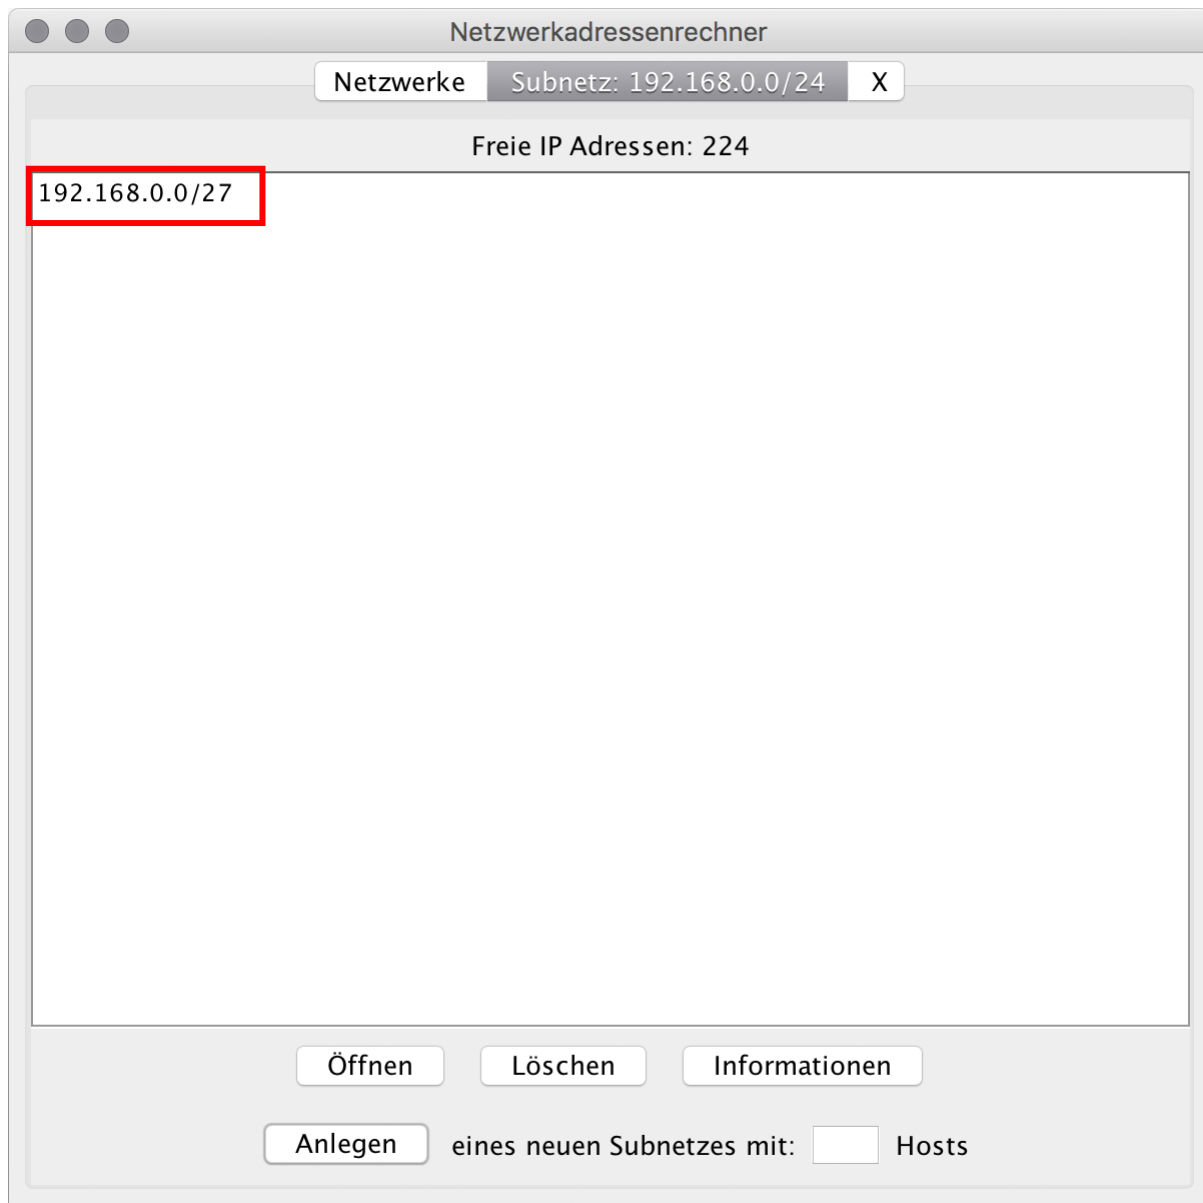 Netzwerkadressenrechner
Netzwerke Subnetz: 192.168.0.0/24 X
Freie IP Adressen: 224
192.168.0.0/27
Öffnen Löschen Informationen
Anlegen eines neuen Subnetzes mit: Hosts